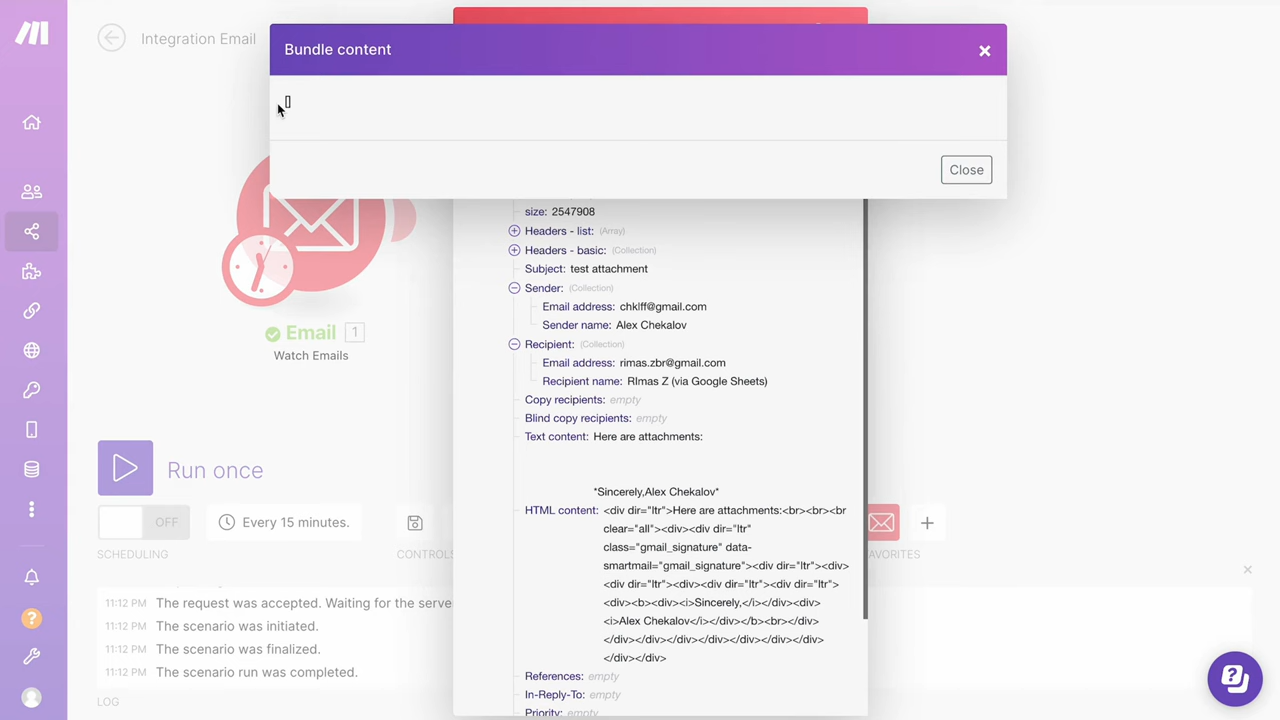 Integration Email
Bundle content
[]
Close
size: 2547908
Headers - list: (Array)
Headers - basic: (Collection)
Subject: test attachment
Sender: (Collection)
Email address: chklff@gmail.com
Sender name: Alex Chekalov
Recipient: (Collection)
Email address: rimas.zbr@gmail.com
Recipient name: RImas Z (via Google Sheets)
Copy recipients: empty
Blind copy recipients: empty
Text content: Here are attachments:
*Sincerely,Alex Chekalov*
HTML content: <div dir="ltr">Here are attachments:<br><br><br
clear="all"><div><div dir="ltr"
class="gmail_signature" data-
smartmail="gmail_signature"><div dir="ltr"><div>
<div dir="ltr"><div><div dir="ltr"><div dir="ltr">
<div><b><div><i>Sincerely,</i></div><div>
<i>Alex Chekalov</i></div></b><br></div>
</div></div></div></div></div></div>
</div></div>
References: empty
In-Reply-To: empty
Priority: empty
Email 1
Watch Emails
Run once
OFF
Every 15 minutes.
SCHEDULING
CONTROLS
AVORITES
11:12 PM The request was accepted. Waiting for the serve
11:12 PM The scenario was initiated.
11:12 PM The scenario was finalized.
11:12 PM The scenario run was completed.
LOG